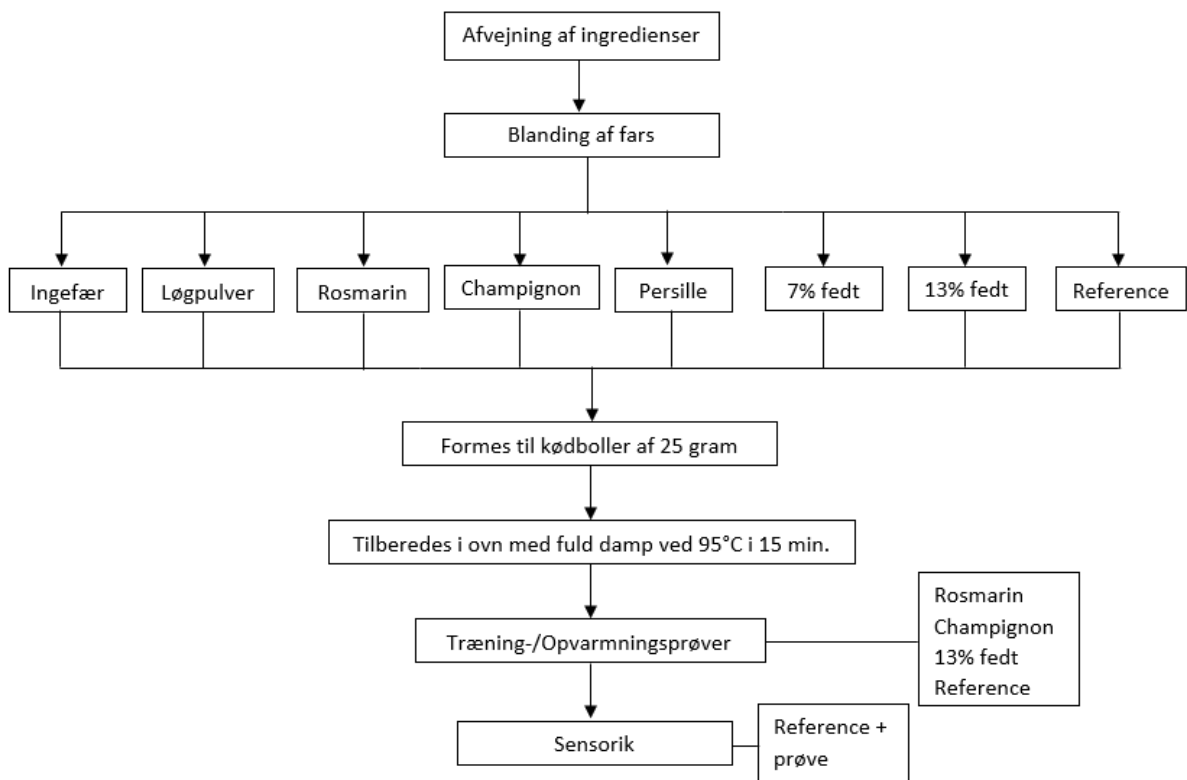 Afvejning af ingredienser
Blanding af fars
Ingefær
Løgpulver
Rosmarin
Champignon
Persille
7% fedt
13% fedt
Reference
Formes til kødboller af 25 gram
Tilberedes i ovn med fuld damp ved 95°C i 15 min.
Træning-/Opvarmningsprøver
Rosmarin
Champignon
13% fedt
Reference
Sensorik
Reference +
prøve